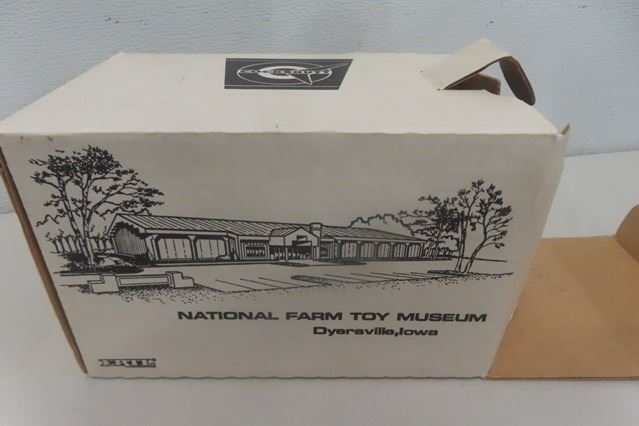 NATIONAL FARM TOY MUSEUM
Dyersville,Iowa
ERTL